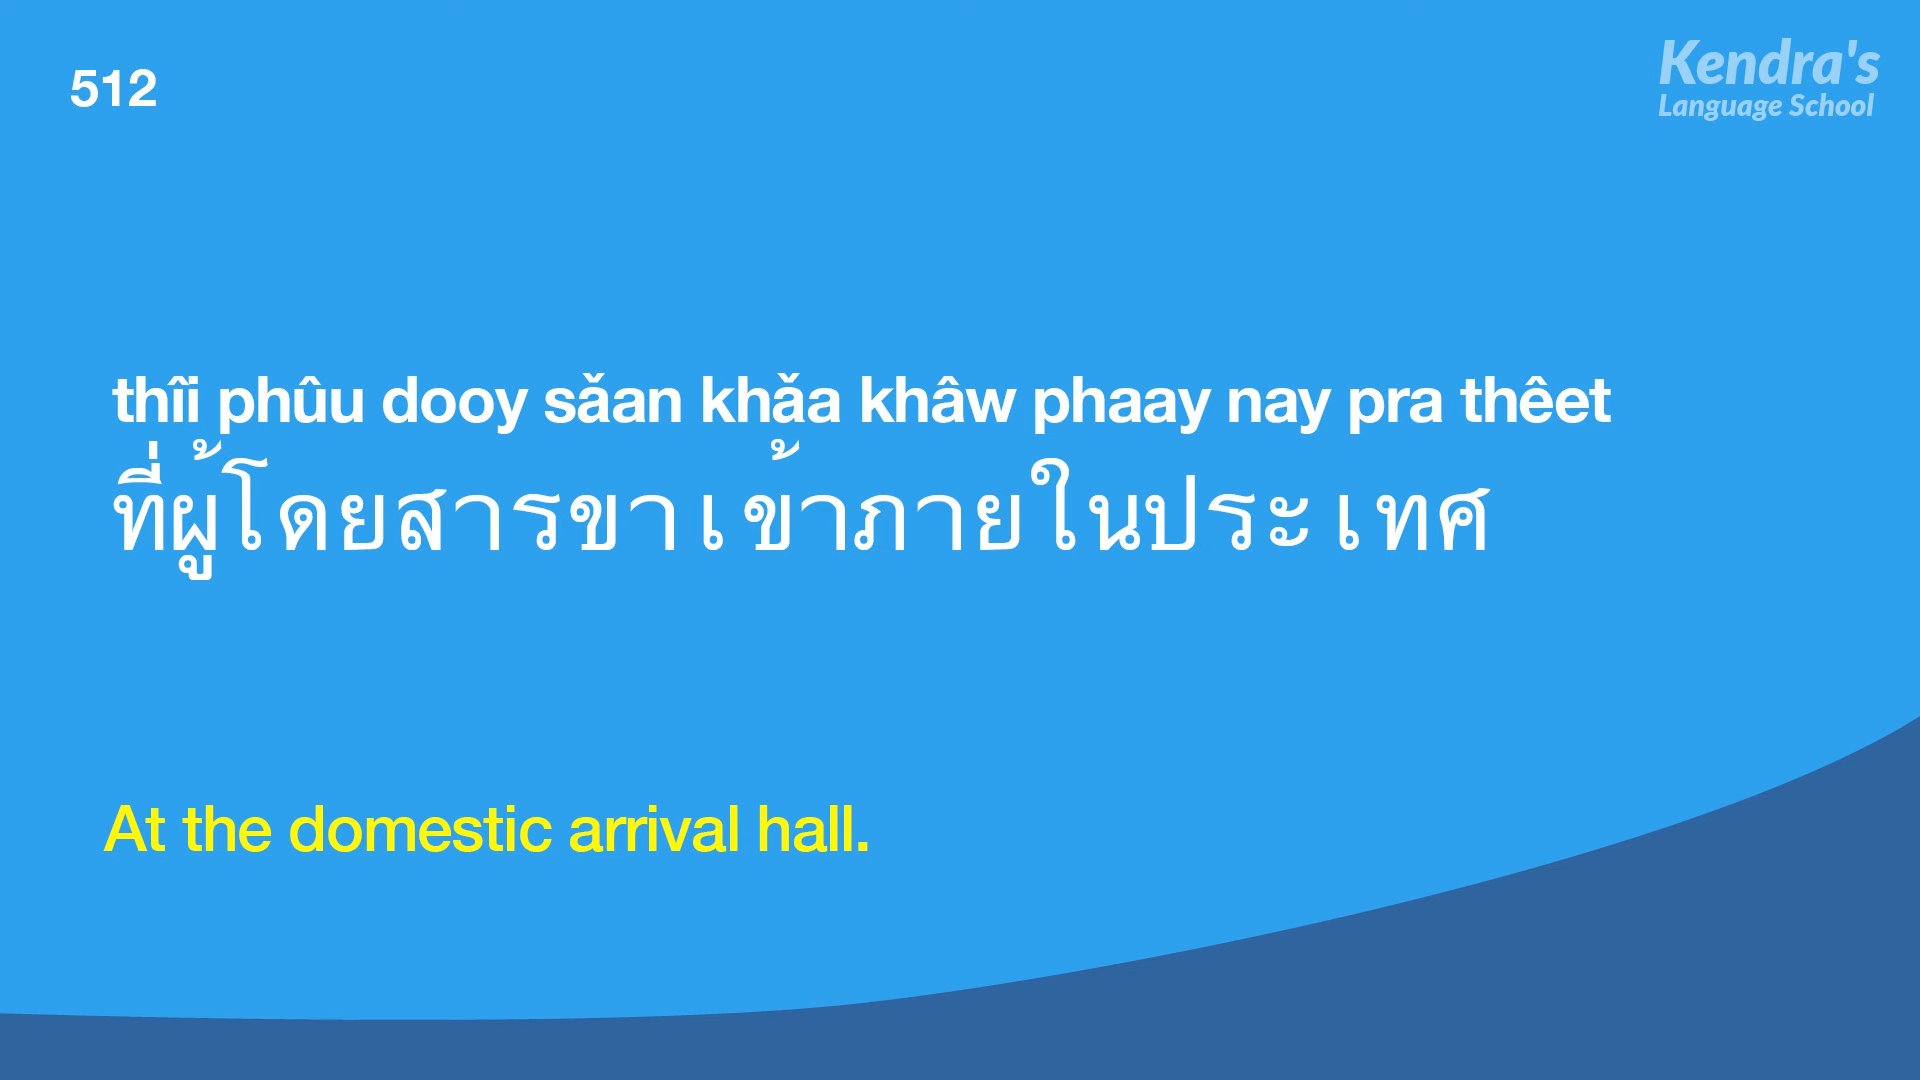 512
Kendra's
Language School
thîi phûu dooy sǎan khǎa khâw phaay nay pra thêet
ที่ผู้โดยสารขาเข้าภายในประเทศ
At the domestic arrival hall.